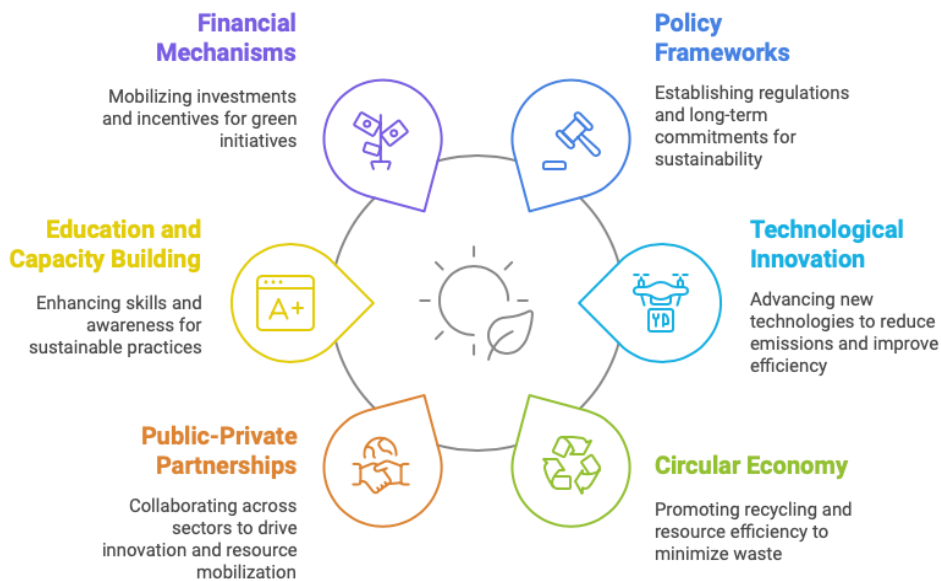 Financial
Mechanisms
Mobilizing investments
and incentives for green
initiatives
Policy
Frameworks
Establishing regulations
and long-term
commitments for
sustainability
Education and
Capacity Building
Enhancing skills and
awareness for
sustainable practices
A+
Technological
Innovation
Advancing new
technologies to reduce
emissions and improve
efficiency
YD
Public-Private
Partnerships
Collaborating across
sectors to drive
innovation and resource
mobilization
Circular Economy
Promoting recycling and
resource efficiency to
minimize waste